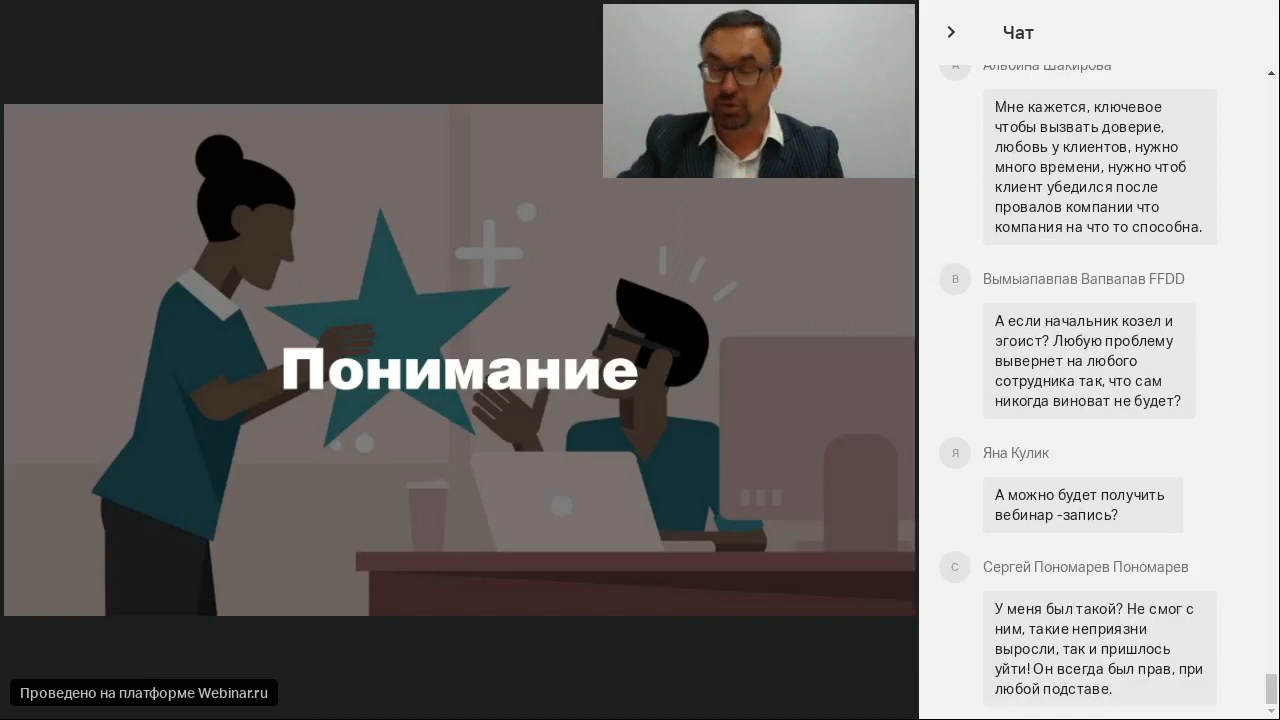 Понимание
Проведено на платформе Webinar.ru
Чат
А
Альбина Шакирова
Мне кажется, ключевое
чтобы вызвать доверие,
любовь у клиентов, нужно
много времени, нужно чтоб
клиент убедился после
провалов компании что
компания на что то способна.
В
Вымыапавпав Вапвапав FFDD
А если начальник козел и
эгоист? Любую проблему
вывернет на любого
сотрудника так, что сам
никогда виноват не будет?
Я
Яна Кулик
А можно будет получить
вебинар -запись?
С
Сергей Пономарев Пономарев
У меня был такой? Не смог с
ним, такие неприязни
выросли, так и пришлось
уйти! Он всегда был прав, при
любой подставе.